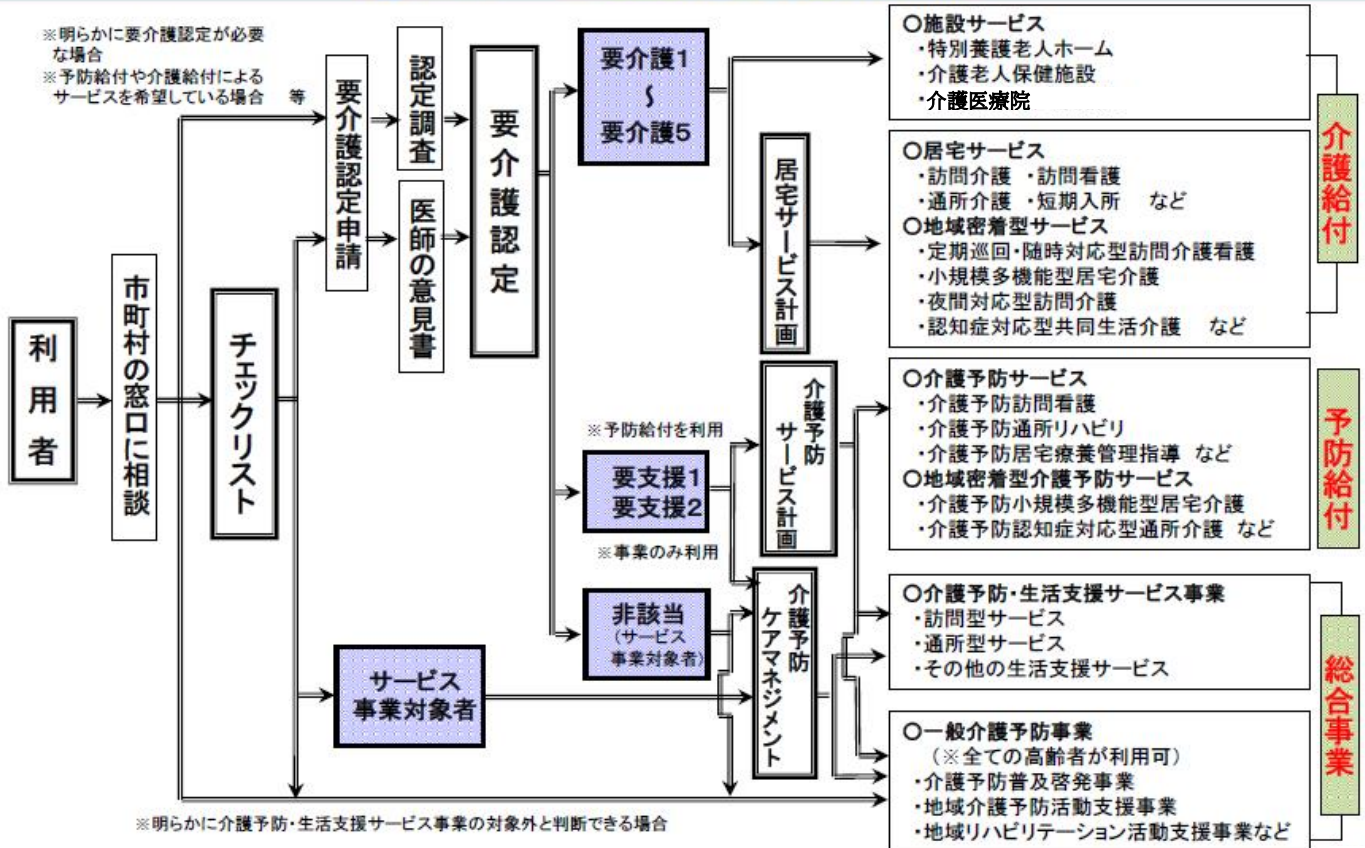 ※明らかに要介護認定が必要
な場合
※予防給付や介護給付による
サービスを希望している場合　等
利用者
市町村の窓口に相談
チェックリスト
要介護認定申請
認定調査
医師の意見書
要介護認定
要介護1
～
要介護5
※予防給付を利用
要支援1
要支援2
※事業のみ利用
非該当
(サービス
事業対象者)
サービス
事業対象者
居宅サービス計画
介護予防
サービス計画
介護予防
ケアマネジメント
○施設サービス
・特別養護老人ホーム
・介護老人保健施設
・介護医療院
○居宅サービス
・訪問介護　・訪問看護
・通所介護　・短期入所　など
○地域密着型サービス
・定期巡回・随時対応型訪問介護看護
・小規模多機能型居宅介護
・夜間対応型訪問介護
・認知症対応型共同生活介護　など
介護給付
○介護予防サービス
・介護予防訪問看護
・介護予防通所リハビリ
・介護予防居宅療養管理指導　など
○地域密着型介護予防サービス
・介護予防小規模多機能型居宅介護
・介護予防認知症対応型通所介護　など
予防給付
○介護予防・生活支援サービス事業
・訪問型サービス
・通所型サービス
・その他の生活支援サービス
○一般介護予防事業
（※全ての高齢者が利用可）
・介護予防普及啓発事業
・地域介護予防活動支援事業
・地域リハビリテーション活動支援事業など
総合事業
※明らかに介護予防・生活支援サービス事業の対象外と判断できる場合